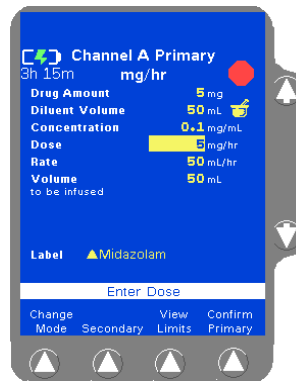 Channel A Primary
3h 15m mg/hr
Drug Amount 5 mg
Diluent Volume 50 mL
Concentration 0.1 mg/mL
Dose 5 mg/hr
Rate 50 mL/hr
Volume 50 mL
to be infused
Label Midazolam
Enter Dose
Change Mode Secondary View Limits Confirm Primary